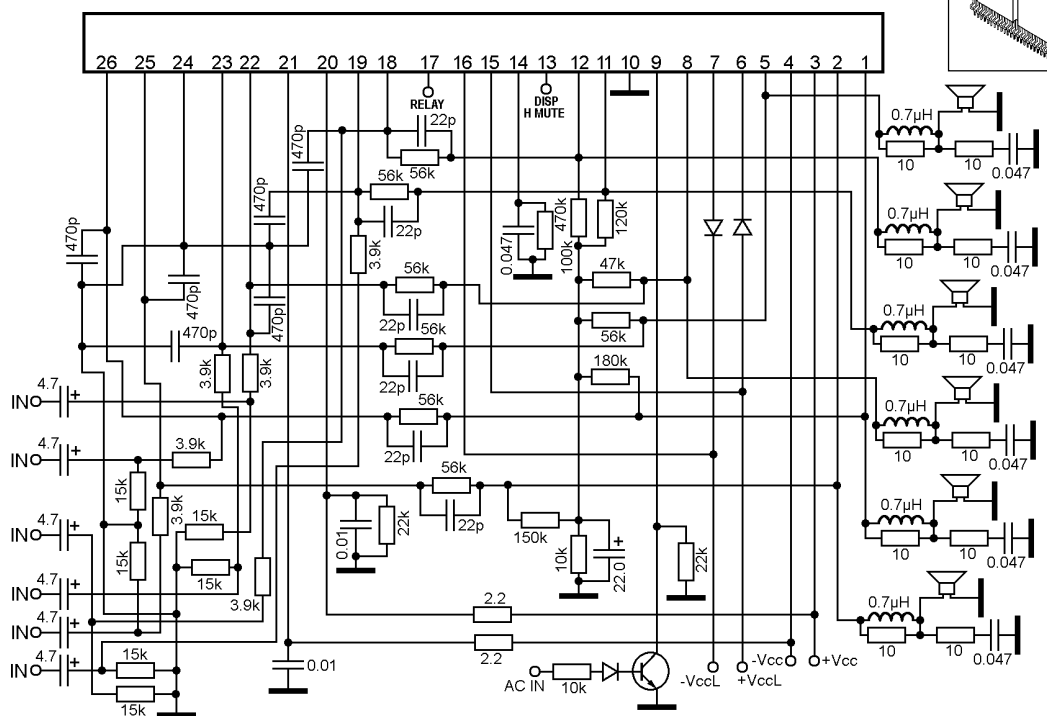 26 25 24 23 22 21 20 19 18 17 16 15 14 13 12 11 10 9 8 7 6 5 4 3 2 1
RELAY
DISP
H MUTE
470p
22p
56k
0.7µH
10
10
0.047
470p
56k
22p
3.9k
0.047
470k
100k
120k
0.7µH
10
10
0.047
470p
470p
470p
56k
22p
47k
0.7µH
10
10
0.047
470p
56k
22p
56k
3.9k
3.9k
180k
IN
4.7
+
56k
22p
0.7µH
10
10
0.047
IN
4.7
+
3.9k
15k
56k
22p
3.9k
0.7µH
10
10
0.047
IN
4.7
+
15k
15k
0.01
22k
150k
10k
+
22.0
22k
IN
4.7
+
15k
3.9k
2.2
0.7µH
10
10
0.047
IN
4.7
+
2.2
IN
4.7
+
15k
15k
0.01
AC IN
10k
-VccL
+VccL
-Vcc
+Vcc